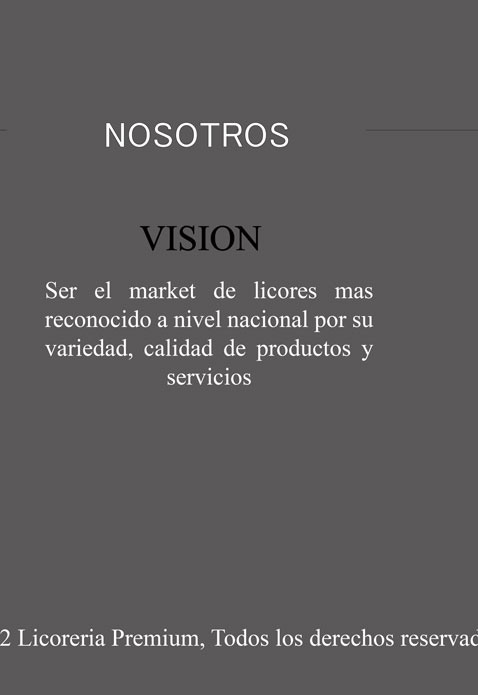 NOSOTROS
VISION
Ser el market de licores mas
reconocido a nivel nacional por su
variedad, calidad de productos y
servicios
2 Licoreria Premium, Todos los derechos reservad